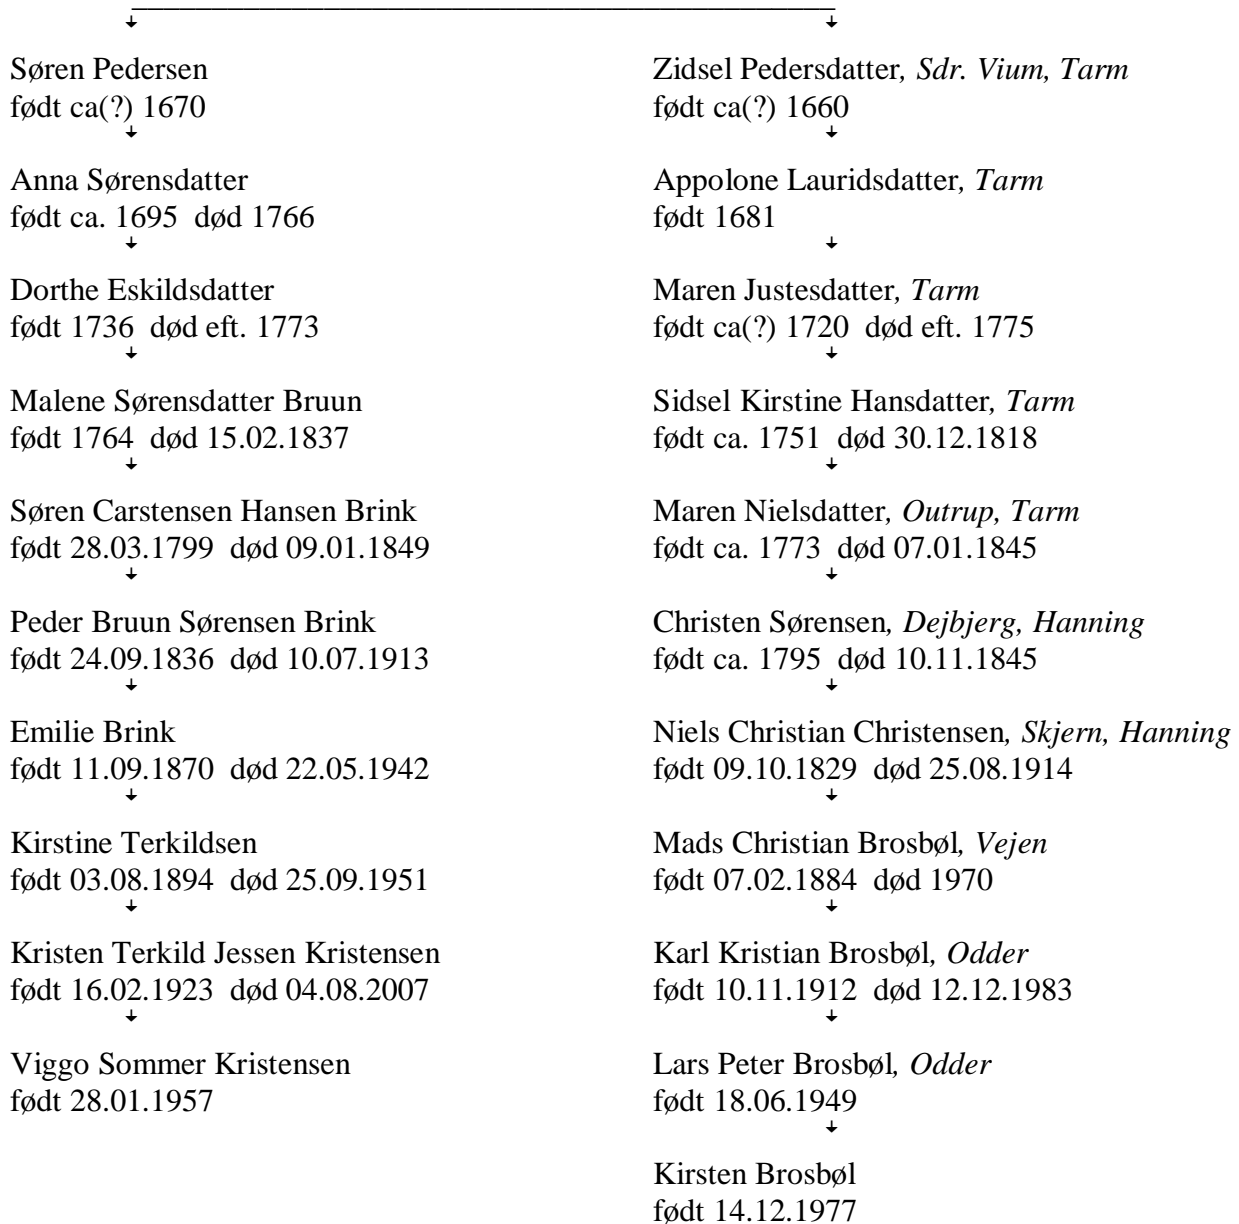 Søren Pedersen
født ca(?) 1670
Anna Sørensdatter
født ca. 1695 død 1766
Dorthe Eskildsdatter
født 1736 død eft. 1773
Malene Sørensdatter Bruun
født 1764 død 15.02.1837
Søren Carstensen Hansen Brink
født 28.03.1799 død 09.01.1849
Peder Bruun Sørensen Brink
født 24.09.1836 død 10.07.1913
Emilie Brink
født 11.09.1870 død 22.05.1942
Kirstine Terkildsen
født 03.08.1894 død 25.09.1951
Kristen Terkild Jessen Kristensen
født 16.02.1923 død 04.08.2007
Viggo Sommer Kristensen
født 28.01.1957
Zidsel Pedersdatter, Sdr. Vium, Tarm
født ca(?) 1660
Appolone Lauridsdatter, Tarm
født 1681
Maren Justesdatter, Tarm
født ca(?) 1720 død eft. 1775
Sidsel Kirstine Hansdatter, Tarm
født ca. 1751 død 30.12.1818
Maren Nielsdatter, Outrup, Tarm
født ca. 1773 død 07.01.1845
Christen Sørensen, Dejbjerg, Hanning
født ca. 1795 død 10.11.1845
Niels Christian Christensen, Skjern, Hanning
født 09.10.1829 død 25.08.1914
Mads Christian Brosbøl, Vejen
født 07.02.1884 død 1970
Karl Kristian Brosbøl, Odder
født 10.11.1912 død 12.12.1983
Lars Peter Brosbøl, Odder
født 18.06.1949
Kirsten Brosbøl
født 14.12.1977